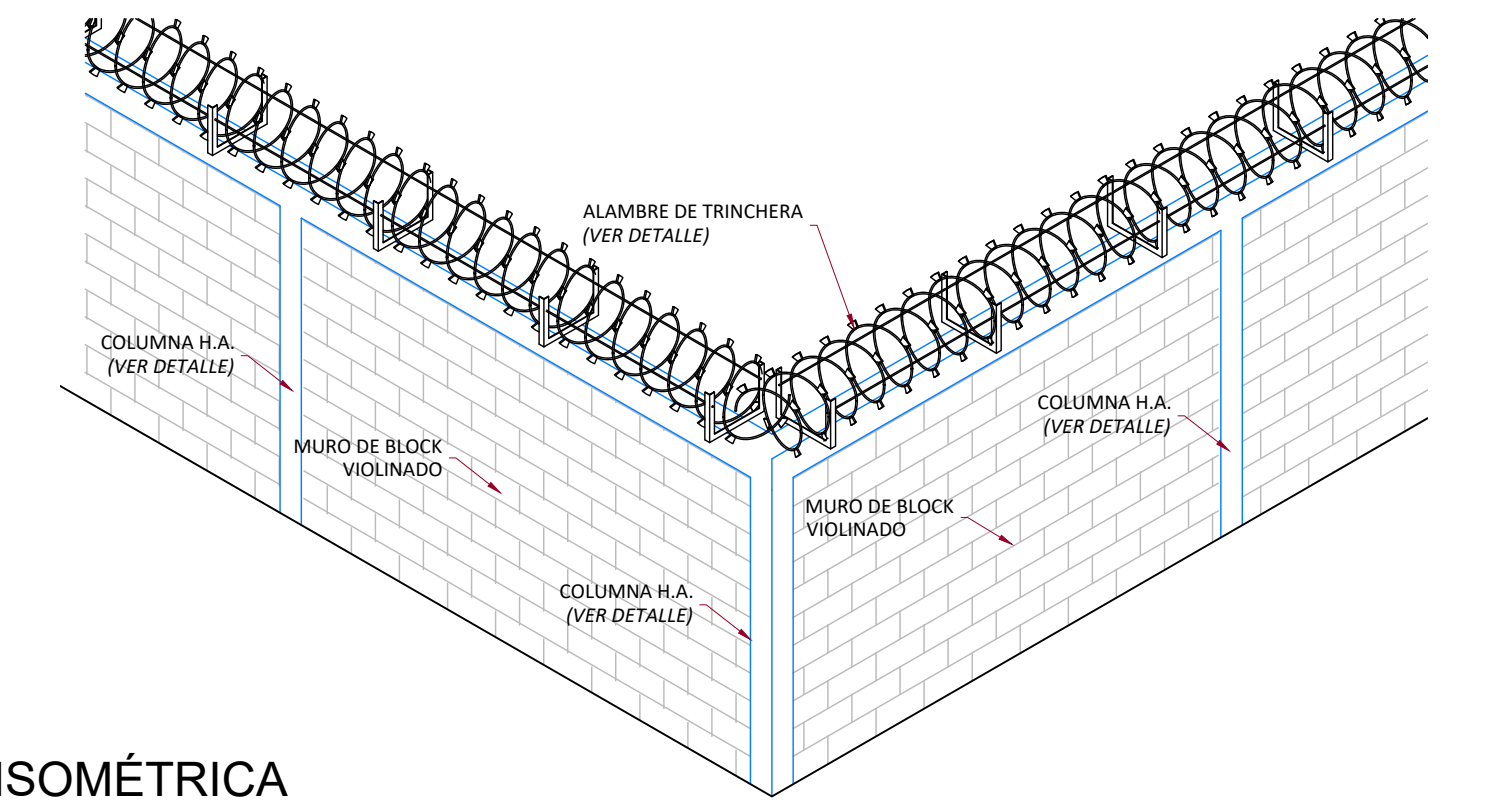 ALAMBRE DE TRINCHERA
(VER DETALLE)
COLUMNA H.A.
(VER DETALLE)
MURO DE BLOCK
VIOLINADO
COLUMNA H.A.
(VER DETALLE)
MURO DE BLOCK
VIOLINADO
COLUMNA H.A.
(VER DETALLE)
ISOMÉTRICA